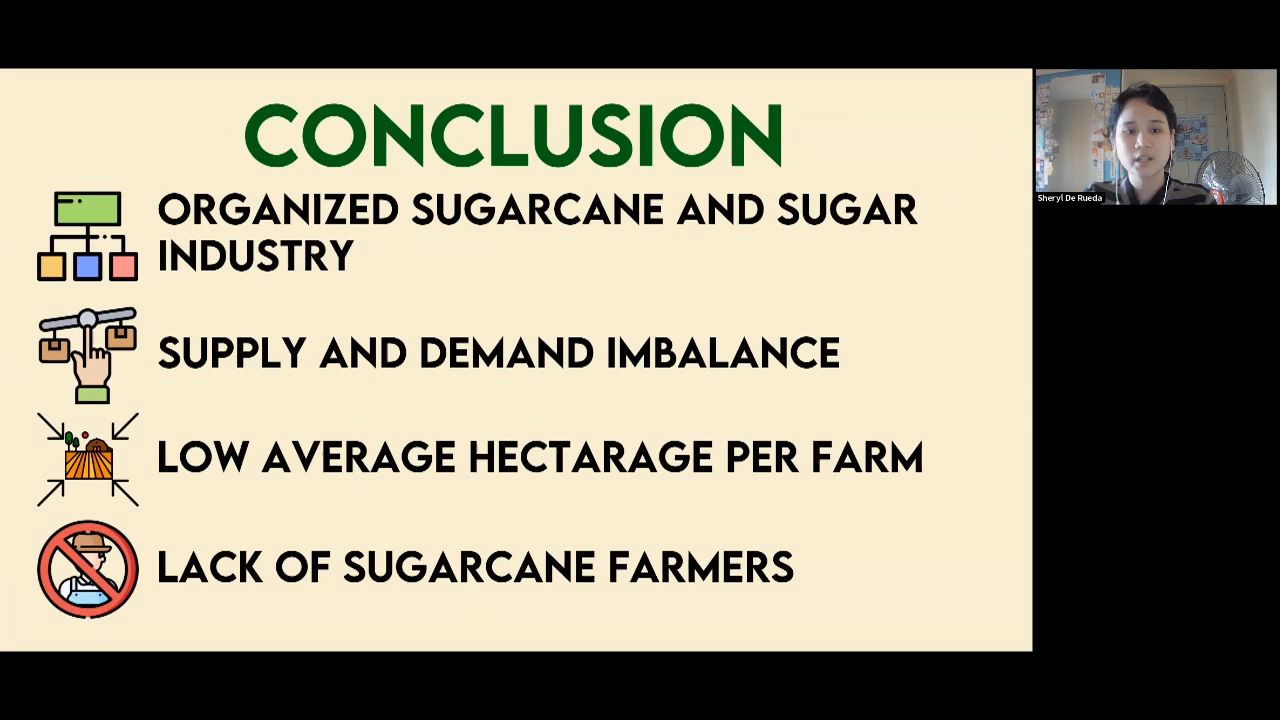 CONCLUSION
ORGANIZED SUGARCANE AND SUGAR
INDUSTRY
SUPPLY AND DEMAND IMBALANCE
LOW AVERAGE HECTARAGE PER FARM
LACK OF SUGARCANE FARMERS
Sheryl De Rueda